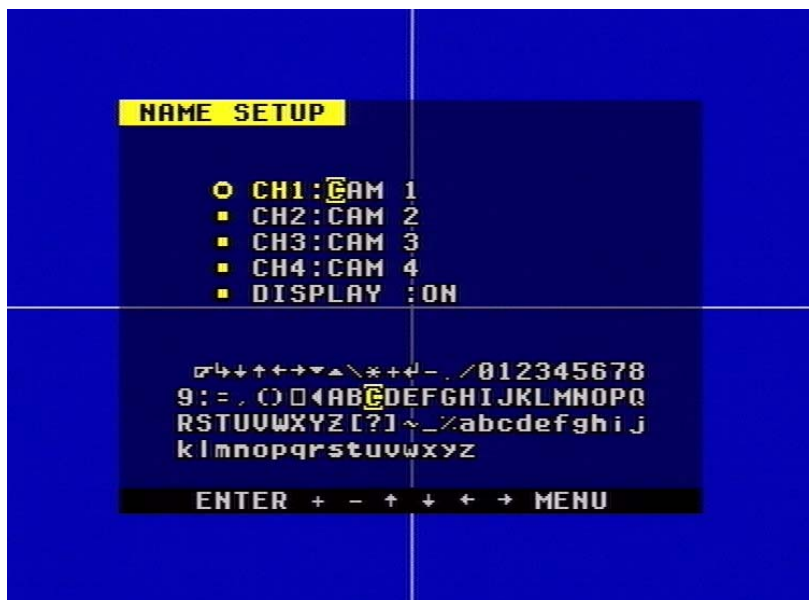 NAME SETUP
CH1:CAM 1
CH2:CAM 2
CH3:CAM 3
CH4:CAM 4
DISPLAY :ON
↓↑←→▼▲\*+↲-./012345678
9:=,()▯◀ABCDEFGHIJKLMNOPQ
RSTUVWXYZ[?]~_%abcdefghij
klmnopqrstuvwxyz
ENTER + - ↑ ↓ ← → MENU